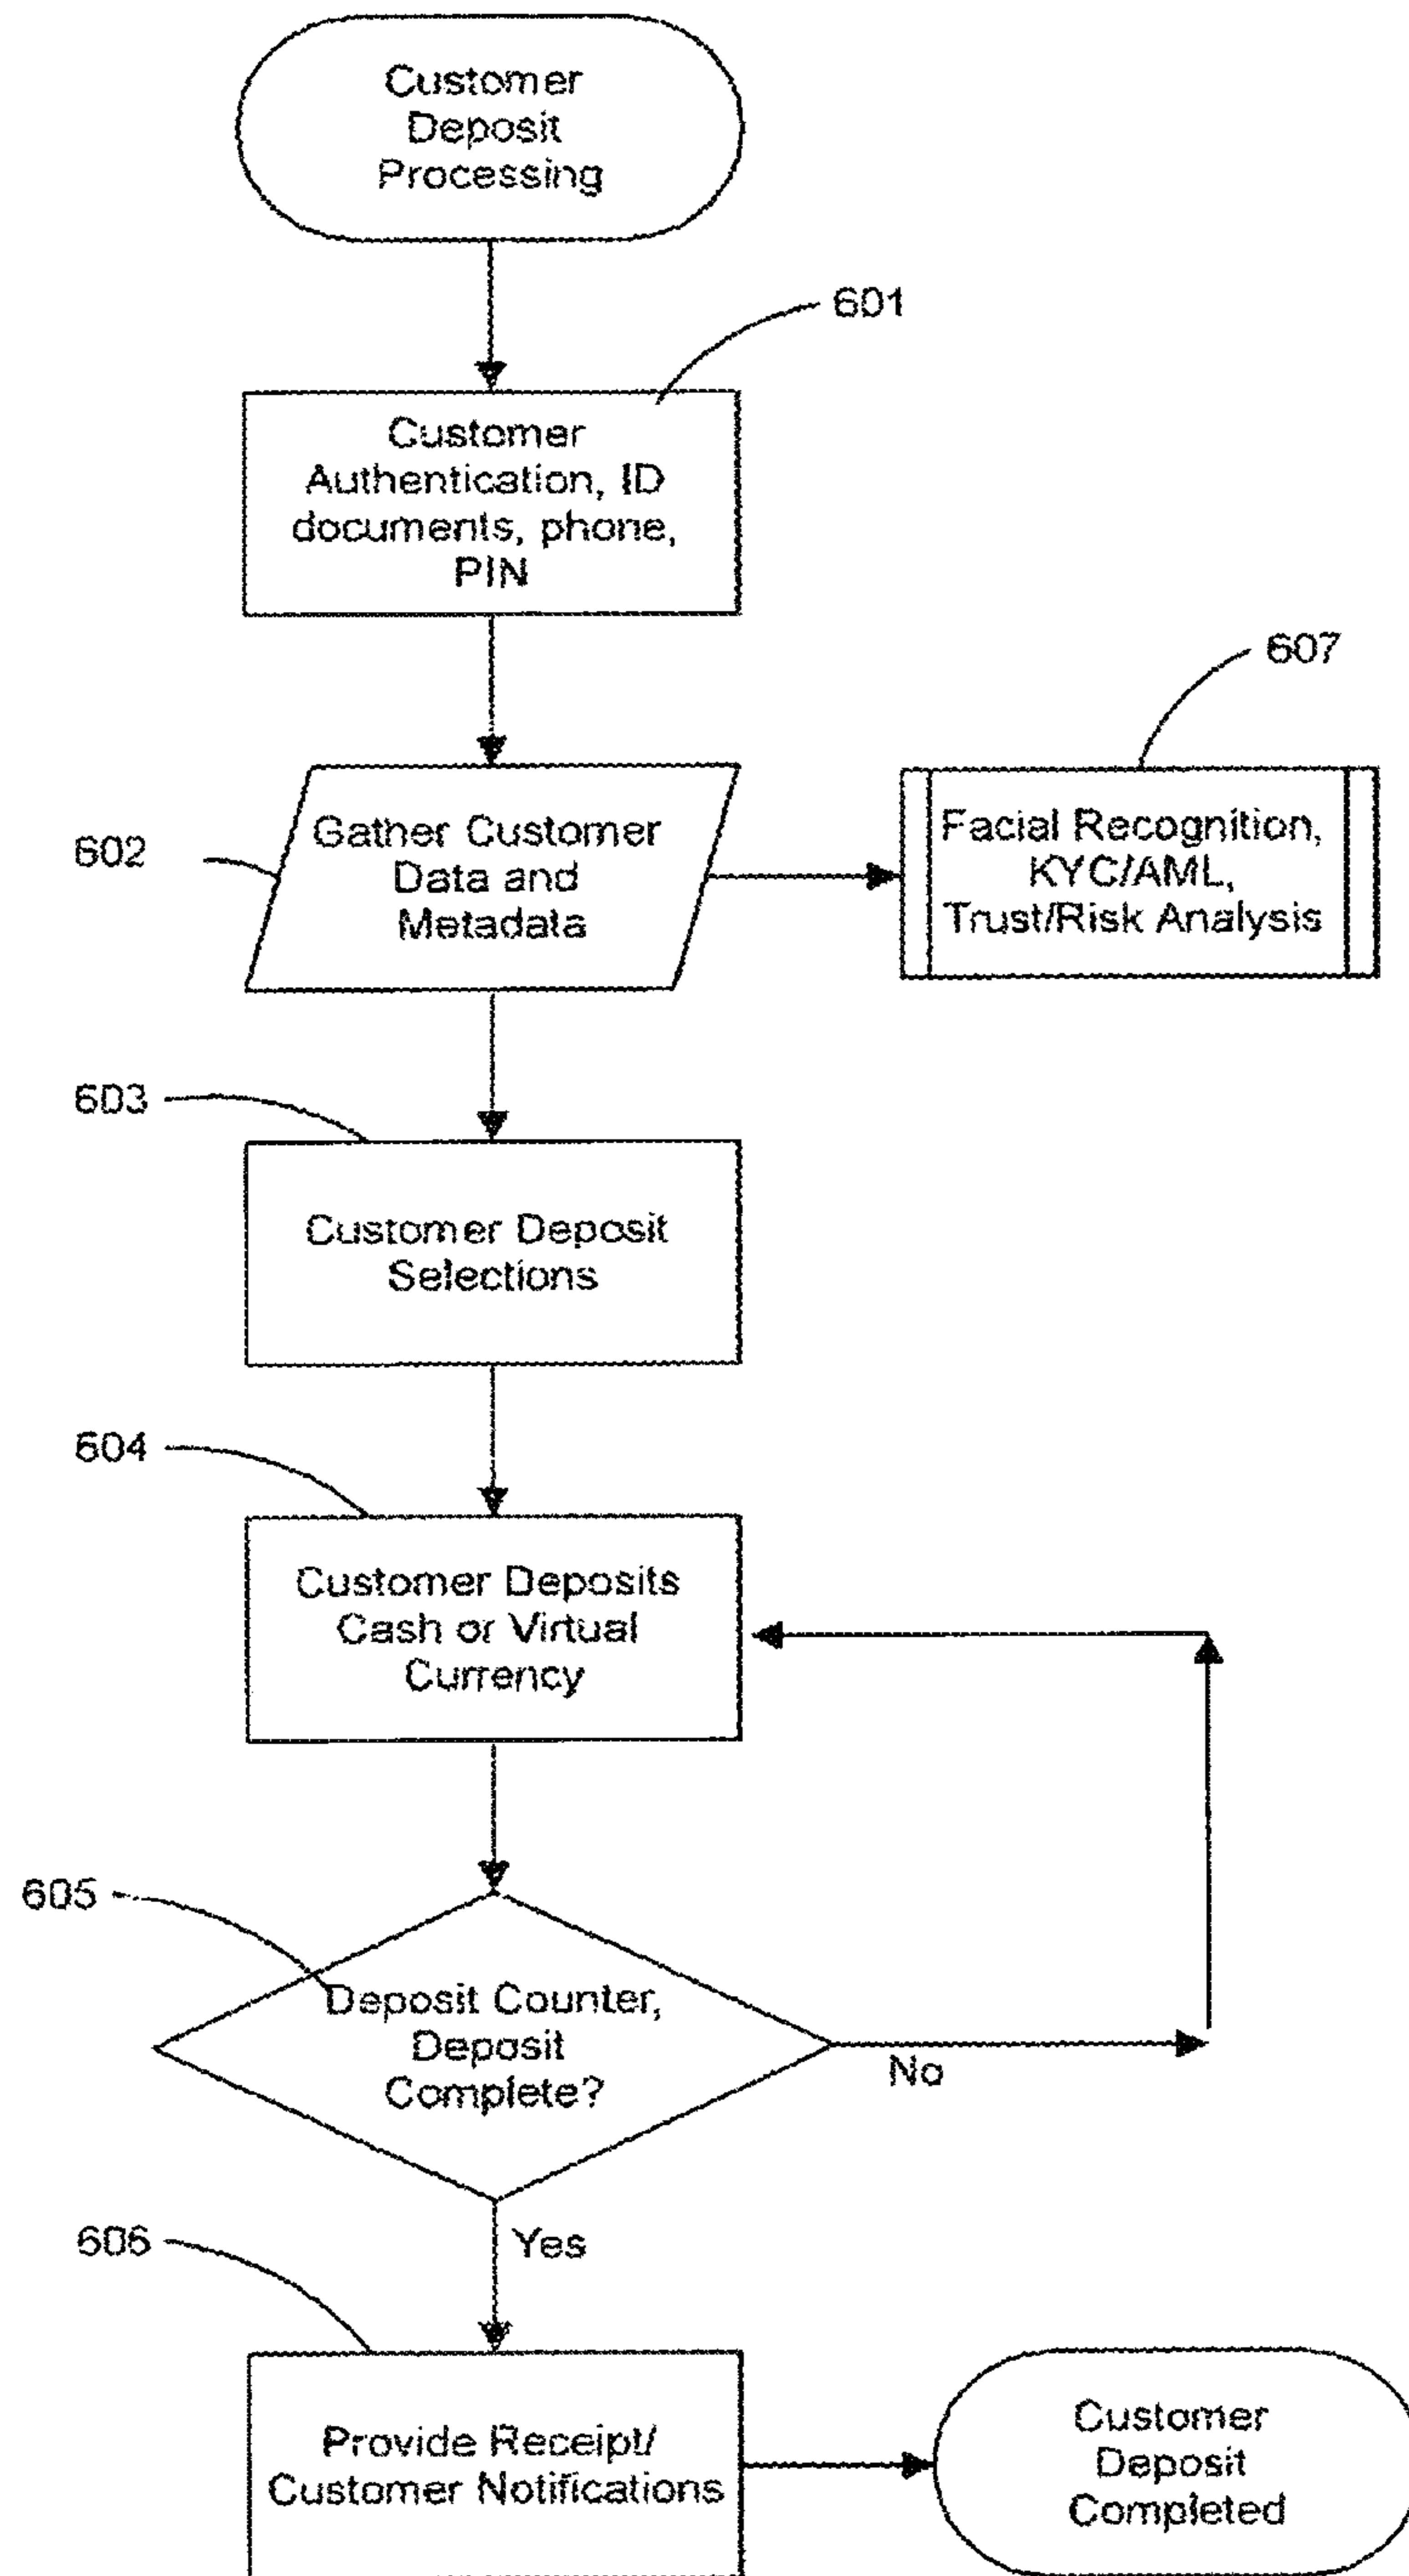 Customer
Deposit
Processing
601
Customer
Authentication, ID
documents, phone,
PIN
607
602
Gather Customer
Data and
Metadata
Facial Recognition,
KYC/AML,
Trust/Risk Analysis
603
Customer Deposit
Selections
604
Customer Deposits
Cash or Virtual
Currency
605
Deposit Counter,
Deposit
Complete?
No
Yes
606
Provide Receipt/
Customer Notifications
Customer
Deposit
Completed